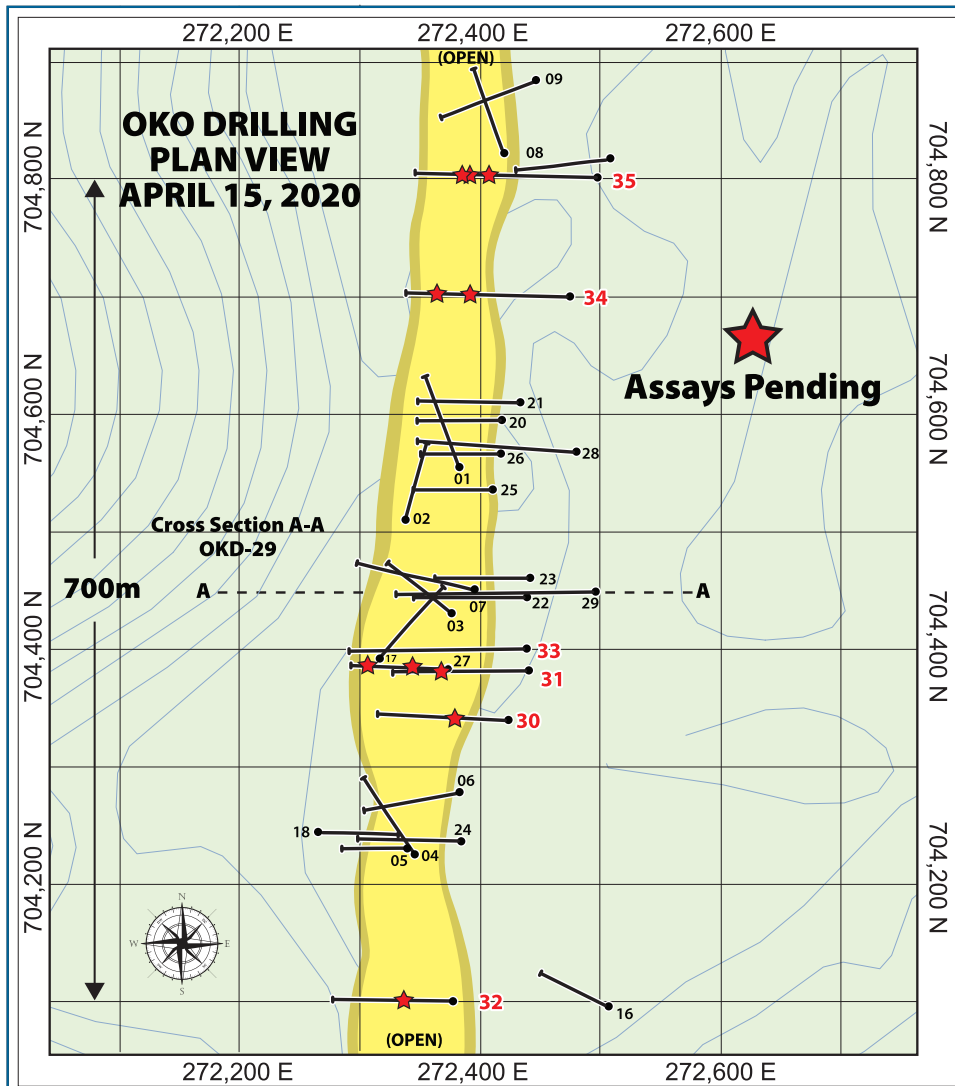 272,200 E 272,400 E 272,600 E
(OPEN)
09
OKO DRILLING
PLAN VIEW
APRIL 15, 2020
08
704,800 N
704,800 N
35
34
Assays Pending
21
704,600 N
704,600 N
20
28
26
01
25
02
Cross Section A-A
OKD-29
700m
A
A
23
07
22
29
03
33
704,400 N
704,400 N
17
27
31
30
06
18
24
05
04
704,200 N
704,200 N
N
W
E
S
32
16
(OPEN)
272,200 E 272,400 E 272,600 E